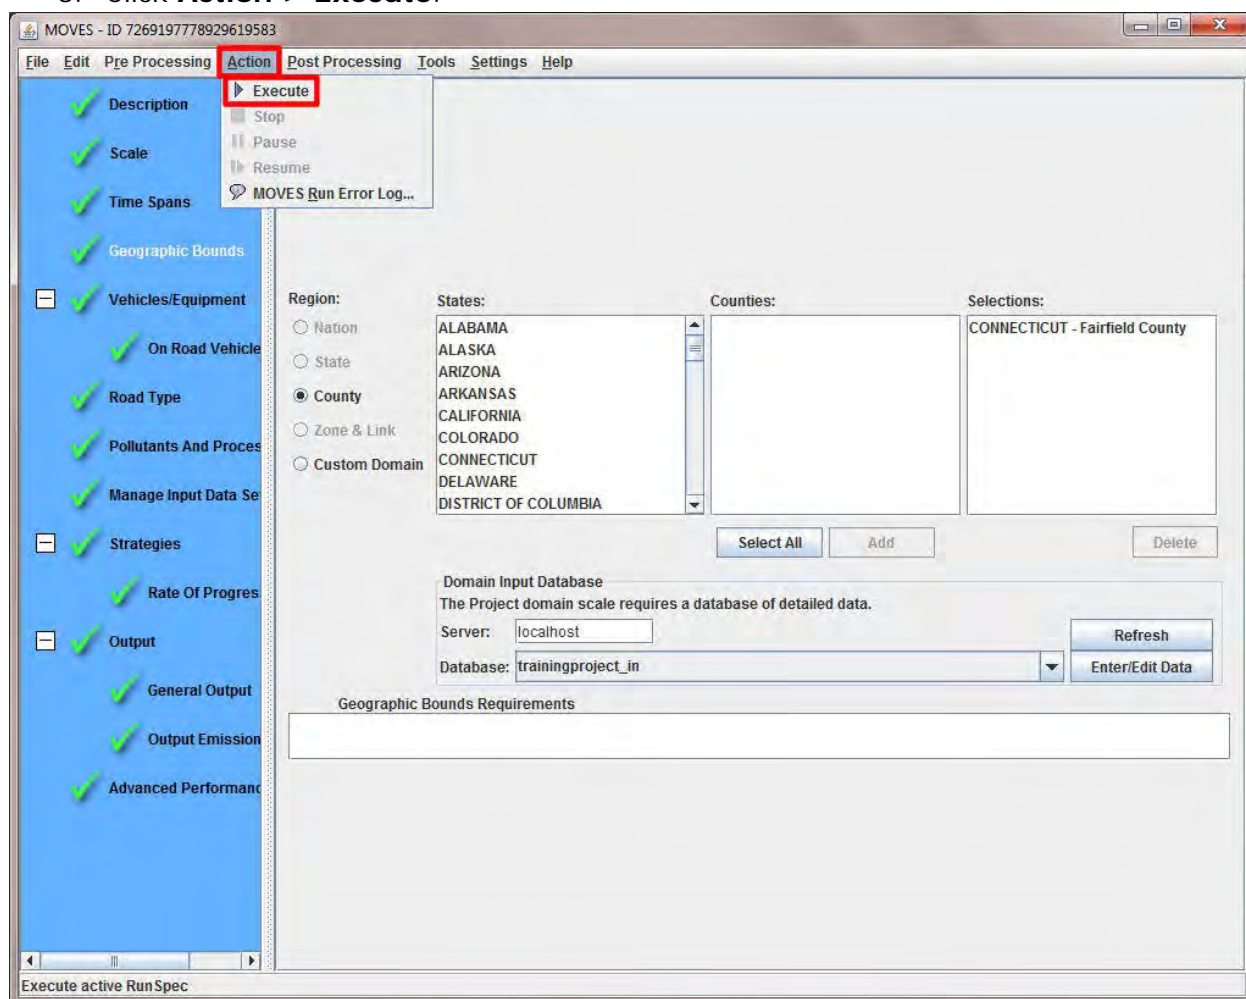 Click Action > Execute.
MOVES - ID 7269197778929619583
File Edit Pre Processing Action Post Processing Tools Settings Help
Execute
Stop
Pause
Resume
MOVES Run Error Log...
Description
Scale
Time Spans
Geographic Bounds
Vehicles/Equipment
On Road Vehicle
Road Type
Pollutants And Proces
Manage Input Data Se
Strategies
Rate Of Progres
Output
General Output
Output Emission
Advanced Performanc
Region:
Nation
State
County
Zone & Link
Custom Domain
States:
ALABAMA
ALASKA
ARIZONA
ARKANSAS
CALIFORNIA
COLORADO
CONNECTICUT
DELAWARE
DISTRICT OF COLUMBIA
Counties:
Selections:
CONNECTICUT - Fairfield County
Select All Add Delete
Domain Input Database
The Project domain scale requires a database of detailed data.
Server: localhost Refresh
Database: trainingproject_in Enter/Edit Data
Geographic Bounds Requirements
Execute active RunSpec